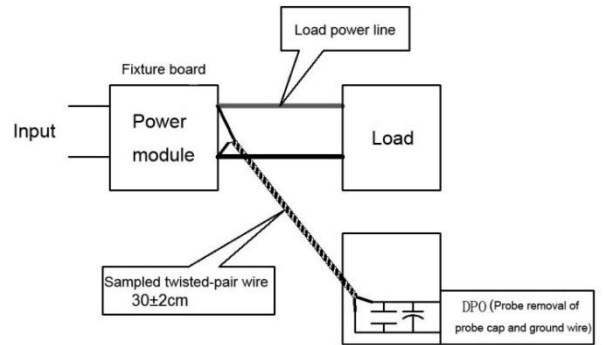 Load power line
Fixture board
Input
Power
module
Load
Sampled twisted-pair wire
30±2cm
DPO (Probe removal of
probe cap and ground wire)